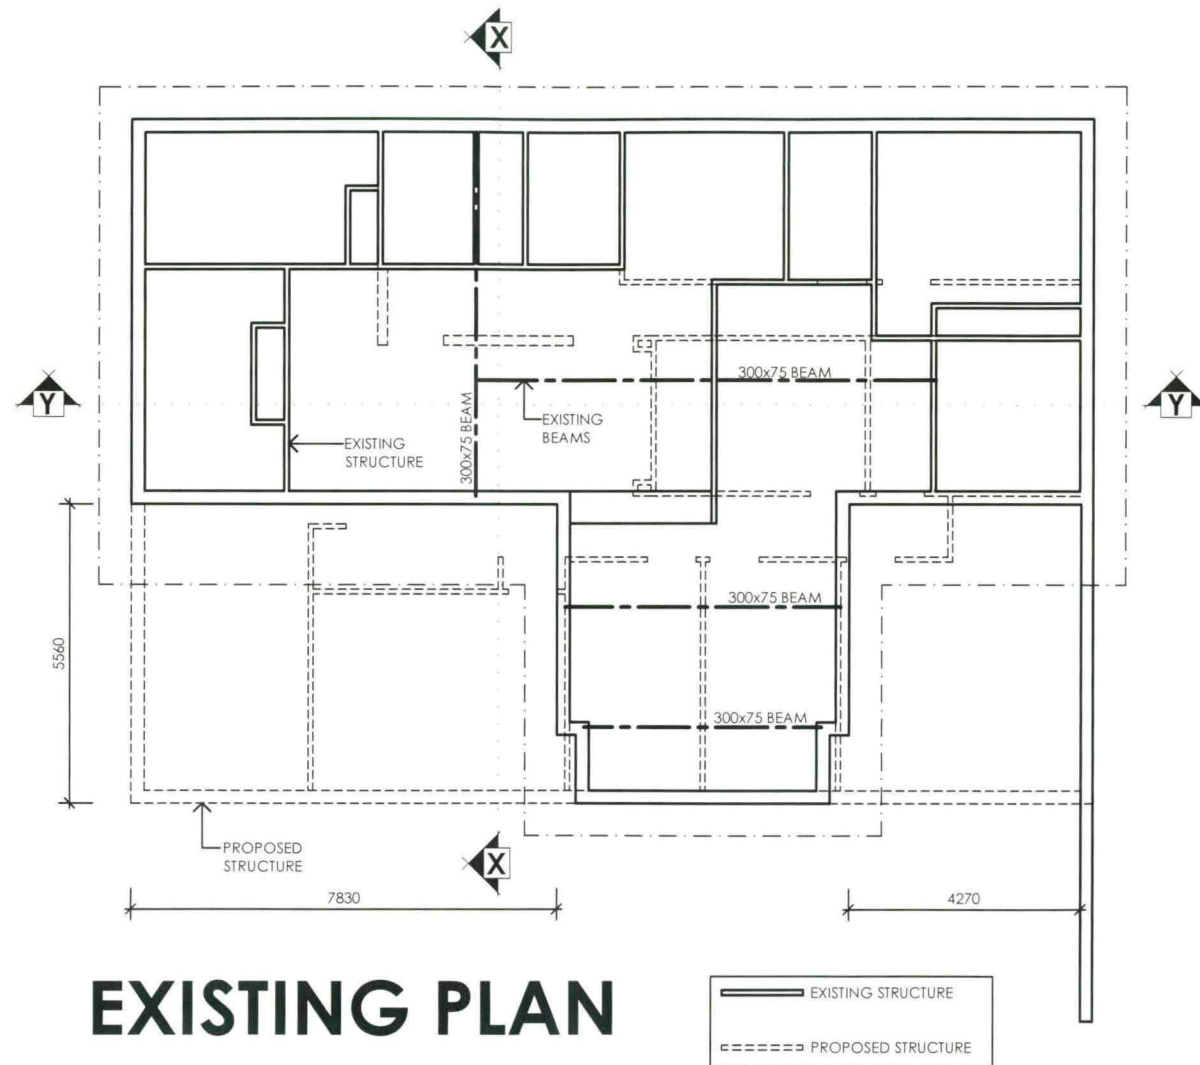 X
300x75 BEAM
Y
Y
EXISTING
BEAMS
300x75 BEAM
EXISTING
STRUCTURE
300x75 BEAM
5560
300x75 BEAM
PROPOSED
STRUCTURE
X
7830
4270
EXISTING PLAN
EXISTING STRUCTURE
PROPOSED STRUCTURE